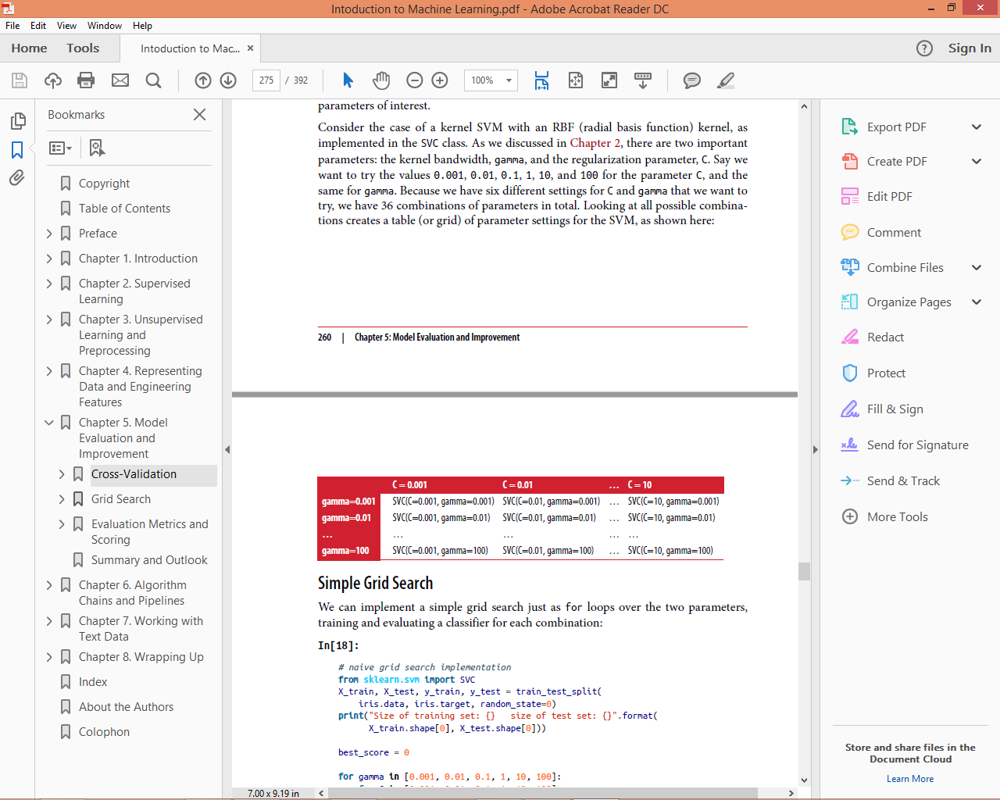 Intoduction to Machine Learning.pdf - Adobe Acrobat Reader DC
File Edit View Window Help
Home Tools Intoduction to Mac... × ? Sign In
275 / 392 100%
Bookmarks
Copyright
Table of Contents
Preface
Chapter 1. Introduction
Chapter 2. Supervised
Learning
Chapter 3. Unsupervised
Learning and
Preprocessing
Chapter 4. Representing
Data and Engineering
Features
Chapter 5. Model
Evaluation and
Improvement
Cross-Validation
Grid Search
Evaluation Metrics and
Scoring
Summary and Outlook
Chapter 6. Algorithm
Chains and Pipelines
Chapter 7. Working with
Text Data
Chapter 8. Wrapping Up
Index
About the Authors
Colophon
parameters of interest.
Consider the case of a kernel SVM with an RBF (radial basis function) kernel, as
implemented in the SVC class. As we discussed in Chapter 2, there are two important
parameters: the kernel bandwidth, gamma, and the regularization parameter, C. Say we
want to try the values 0.001, 0.01, 0.1, 1, 10, and 100 for the parameter C, and the
same for gamma. Because we have six different settings for C and gamma that we want to
try, we have 36 combinations of parameters in total. Looking at all possible combina-
tions creates a table (or grid) of parameter settings for the SVM, as shown here:
260 | Chapter 5: Model Evaluation and Improvement
C = 0.001 C = 0.01 ... C = 10
gamma=0.001 SVC(C=0.001, gamma=0.001) SVC(C=0.01, gamma=0.001) ... SVC(C=10, gamma=0.001)
gamma=0.01 SVC(C=0.001, gamma=0.01) SVC(C=0.01, gamma=0.01) ... SVC(C=10, gamma=0.01)
... ... ... ... ...
gamma=100 SVC(C=0.001, gamma=100) SVC(C=0.01, gamma=100) ... SVC(C=10, gamma=100)
Simple Grid Search
We can implement a simple grid search just as for loops over the two parameters,
training and evaluating a classifier for each combination:
In[18]:
# naive grid search implementation
from sklearn.svm import SVC
X_train, X_test, y_train, y_test = train_test_split(
iris.data, iris.target, random_state=0)
print("Size of training set: {}   size of test set: {}".format(
X_train.shape[0], X_test.shape[0]))
best_score = 0
for gamma in [0.001, 0.01, 0.1, 1, 10, 100]:
7.00 x 9.19 in
Export PDF
Create PDF
Edit PDF
Comment
Combine Files
Organize Pages
Redact
Protect
Fill & Sign
Send for Signature
Send & Track
More Tools
Store and share files in the
Document Cloud
Learn More